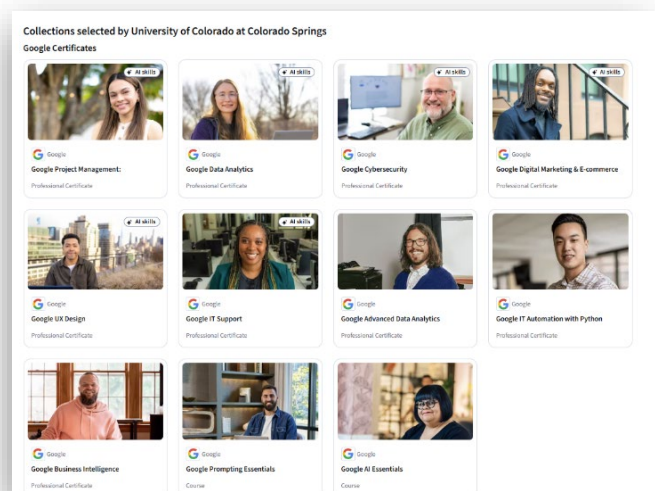 Collections selected by University of Colorado at Colorado Springs
Google Certificates
AI skills
Google
Google Project Management:
Professional Certificate
AI skills
Google
Google Data Analytics
Professional Certificate
AI skills
Google
Google Cybersecurity
Professional Certificate
AI skills
Google
Google Digital Marketing & E-commerce
Professional Certificate
AI skills
Google
Google UX Design
Professional Certificate
AI skills
Google
Google IT Support
Professional Certificate
Google
Google Advanced Data Analytics
Professional Certificate
Google
Google IT Automation with Python
Professional Certificate
Google
Google Business Intelligence
Professional Certificate
Google
Google Prompting Essentials
Course
Google
Google AI Essentials
Course